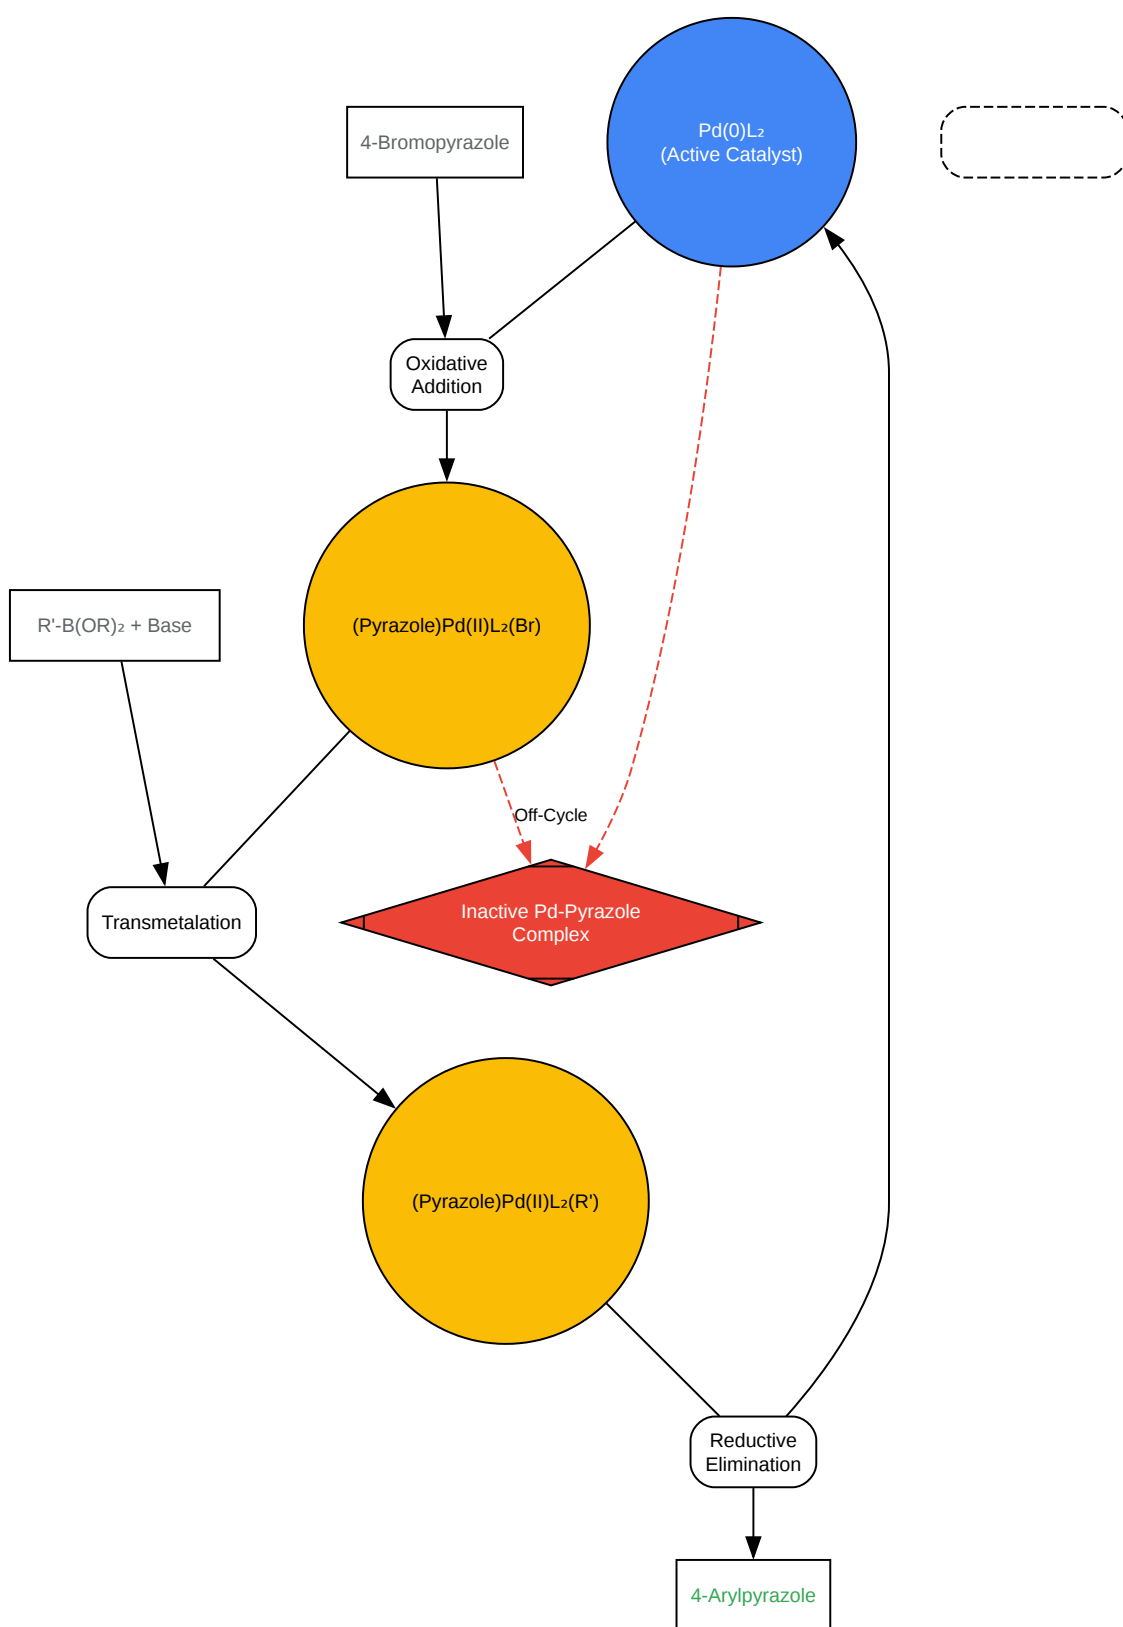 Pd(0)L₂
(Active Catalyst)
4-Bromopyrazole
Oxidative
Addition
(Pyrazole)Pd(II)L₂(Br)
R'-B(OR)₂ + Base
Off-Cycle
Transmetalation
Inactive Pd-Pyrazole
Complex
(Pyrazole)Pd(II)L₂(R')
Reductive
Elimination
4-Arylpyrazole